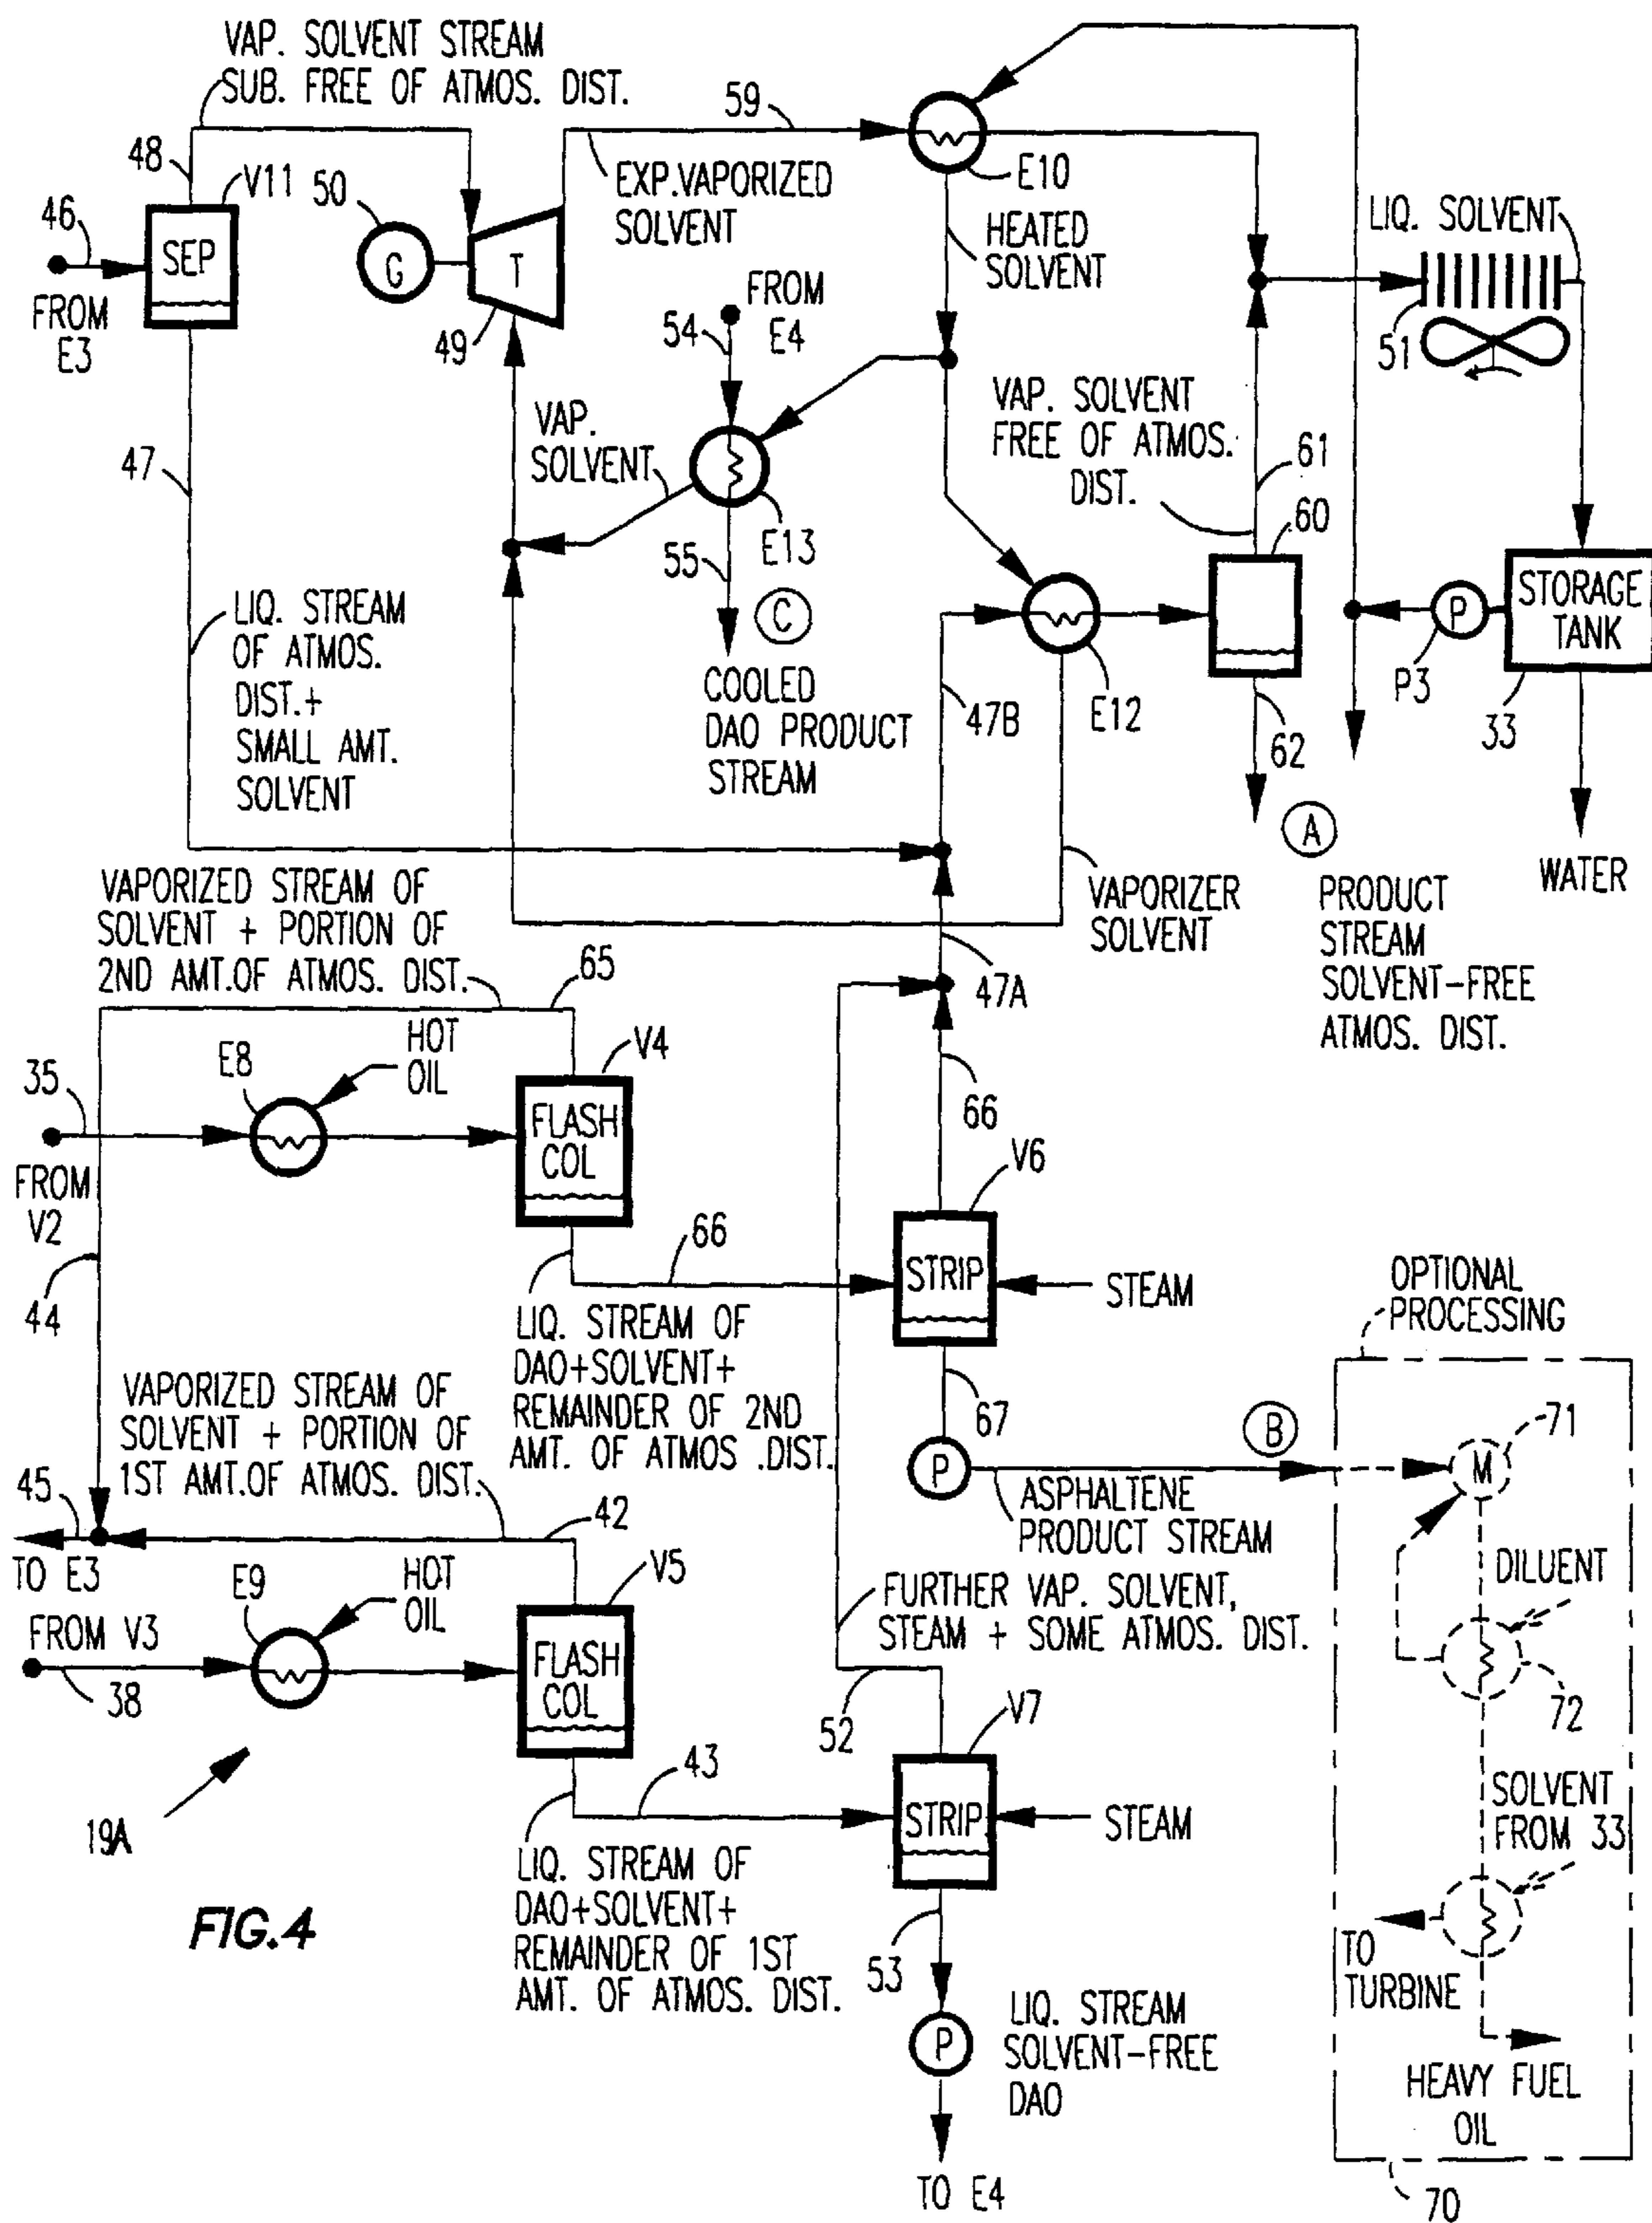 VAP. SOLVENT STREAM
SUB. FREE OF ATMOS. DIST.
59
48
V11
50
E10
EXP.VAPORIZED
SOLVENT
46
SEP
G
T
HEATED
SOLVENT
LIQ. SOLVENT
FROM
E3
49
FROM
E4
54
51
VAP.
SOLVENT
VAP. SOLVENT
FREE OF ATMOS.
DIST.
61
47
60
E13
55
C
STORAGE
TANK
P
P3
33
LIQ. STREAM
OF ATMOS.
DIST.+
SMALL AMT.
SOLVENT
COOLED
DAO PRODUCT
STREAM
47B
E12
62
A
WATER
VAPORIZED STREAM OF
SOLVENT + PORTION OF
2ND AMT.OF ATMOS. DIST.
65
VAPORIZER
SOLVENT
PRODUCT
STREAM
SOLVENT-FREE
ATMOS. DIST.
47A
35
E8
HOT
OIL
V4
FLASH
COL
66
FROM
V2
V6
44
66
STRIP
STEAM
OPTIONAL
PROCESSING
LIQ. STREAM OF
DAO+SOLVENT+
REMAINDER OF 2ND
AMT. OF ATMOS .DIST.
VAPORIZED STREAM OF
SOLVENT + PORTION OF
1ST AMT.OF ATMOS. DIST.
67
B
71
P
M
ASPHALTENE
PRODUCT STREAM
45
42
TO E3
E9
HOT
OIL
V5
DILUENT
FURTHER VAP. SOLVENT,
STEAM + SOME ATMOS. DIST.
FROM V3
FLASH
COL
38
52
V7
72
43
STRIP
STEAM
SOLVENT
FROM 33
19A
LIQ. STREAM OF
DAO+SOLVENT+
REMAINDER OF 1ST
AMT. OF ATMOS. DIST.
FIG.4
53
TO
TURBINE
LIQ. STREAM
SOLVENT-FREE
DAO
P
HEAVY FUEL
OIL
TO E4
70